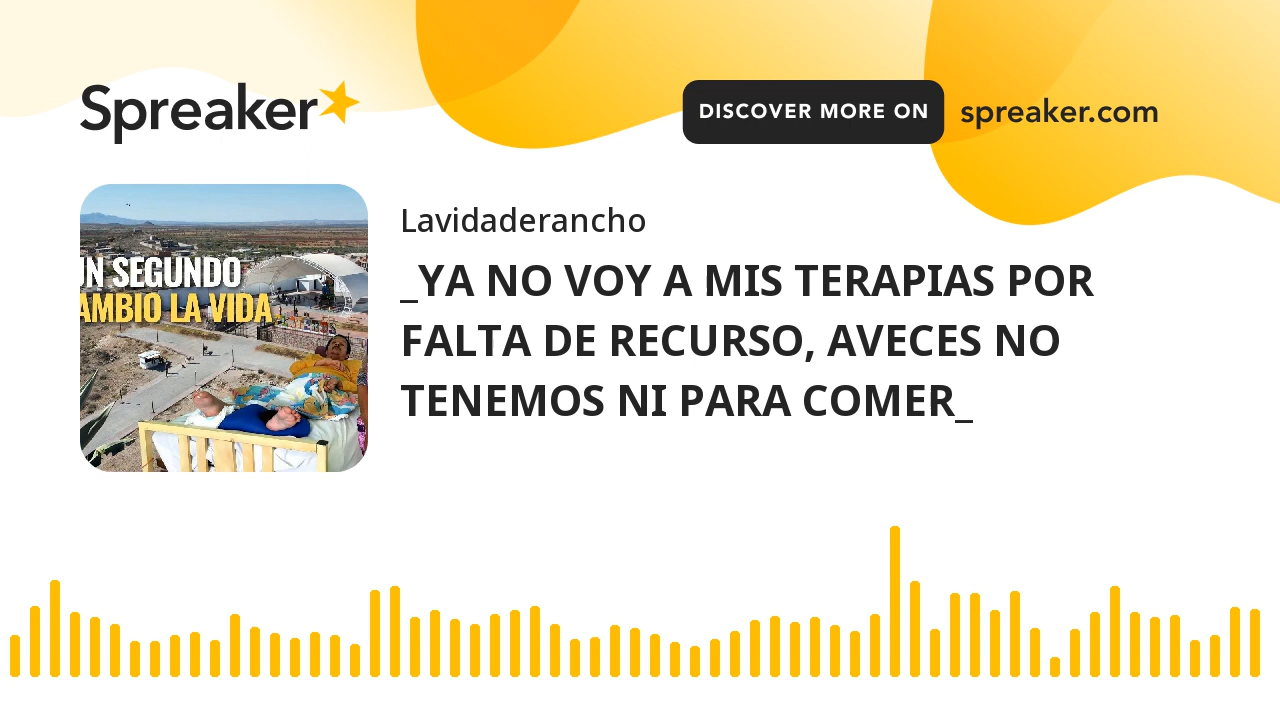 Spreaker
DISCOVER MORE ON
spreaker.com
Lavidaderancho
_YA NO VOY A MIS TERAPIAS POR
FALTA DE RECURSO, AVECES NO
TENEMOS NI PARA COMER_
UN SEGUNDO
AMBIO LA VIDA